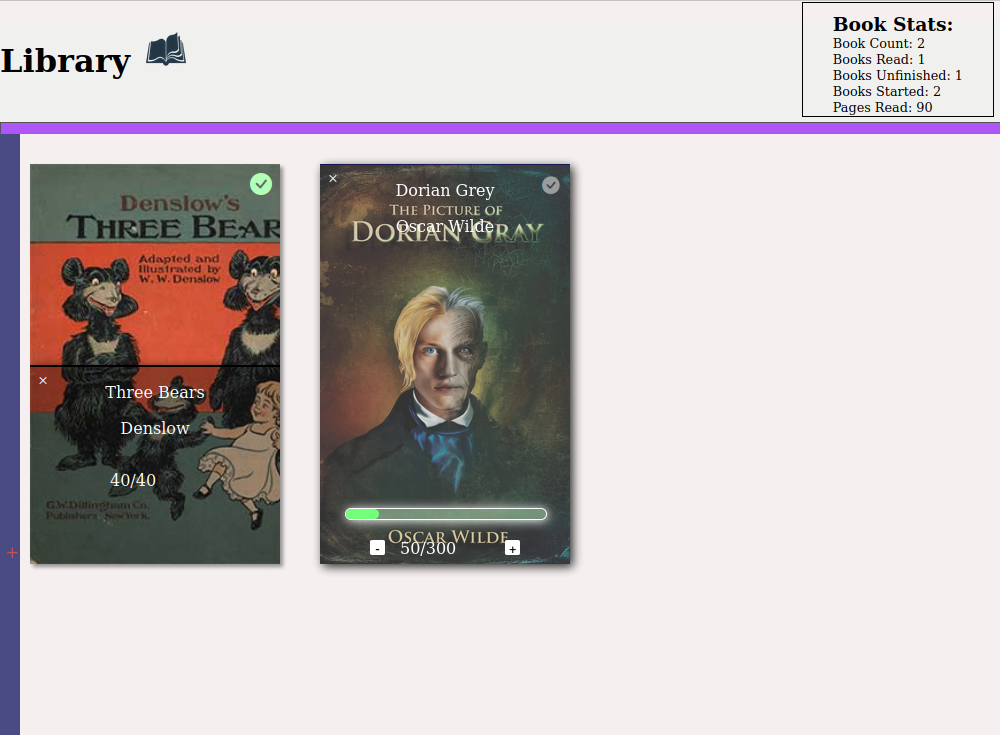 Library
Book Stats:
Book Count: 2
Books Read: 1
Books Unfinished: 1
Books Started: 2
Pages Read: 90
Denslow's
THREE BEAR
Adapted and
Illustrated by
W. W. Denslow
×
Three Bears
Denslow
40/40
G.W. Dillingham Co.
Publishers New York.
×
Dorian Grey
THE PICTURE OF
Oscar Wilde
DORIAN GRAY
OSCAR WILDE
- 50/300 +
+